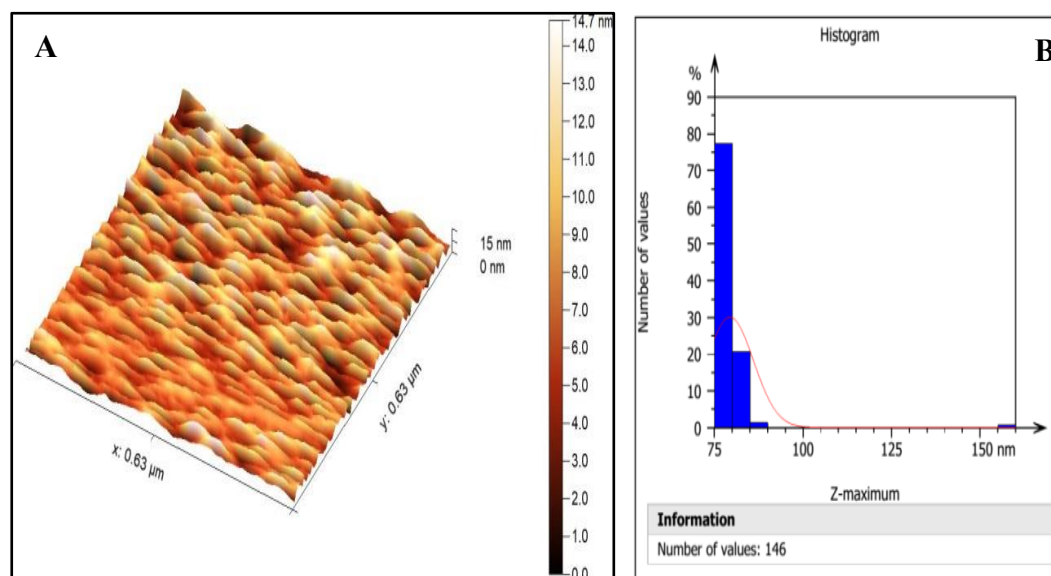 A
14.7 nm
14.0
13.0
12.0
11.0
10.0
9.0
8.0
7.0
6.0
5.0
4.0
3.0
2.0
1.0
0.0
15 nm
0 nm
x: 0.63 µm
y: 0.63 µm
B
Histogram
%
90
80
70
60
50
40
30
20
10
0
Number of values
75
100
125
150 nm
Z-maximum
Information
Number of values: 146